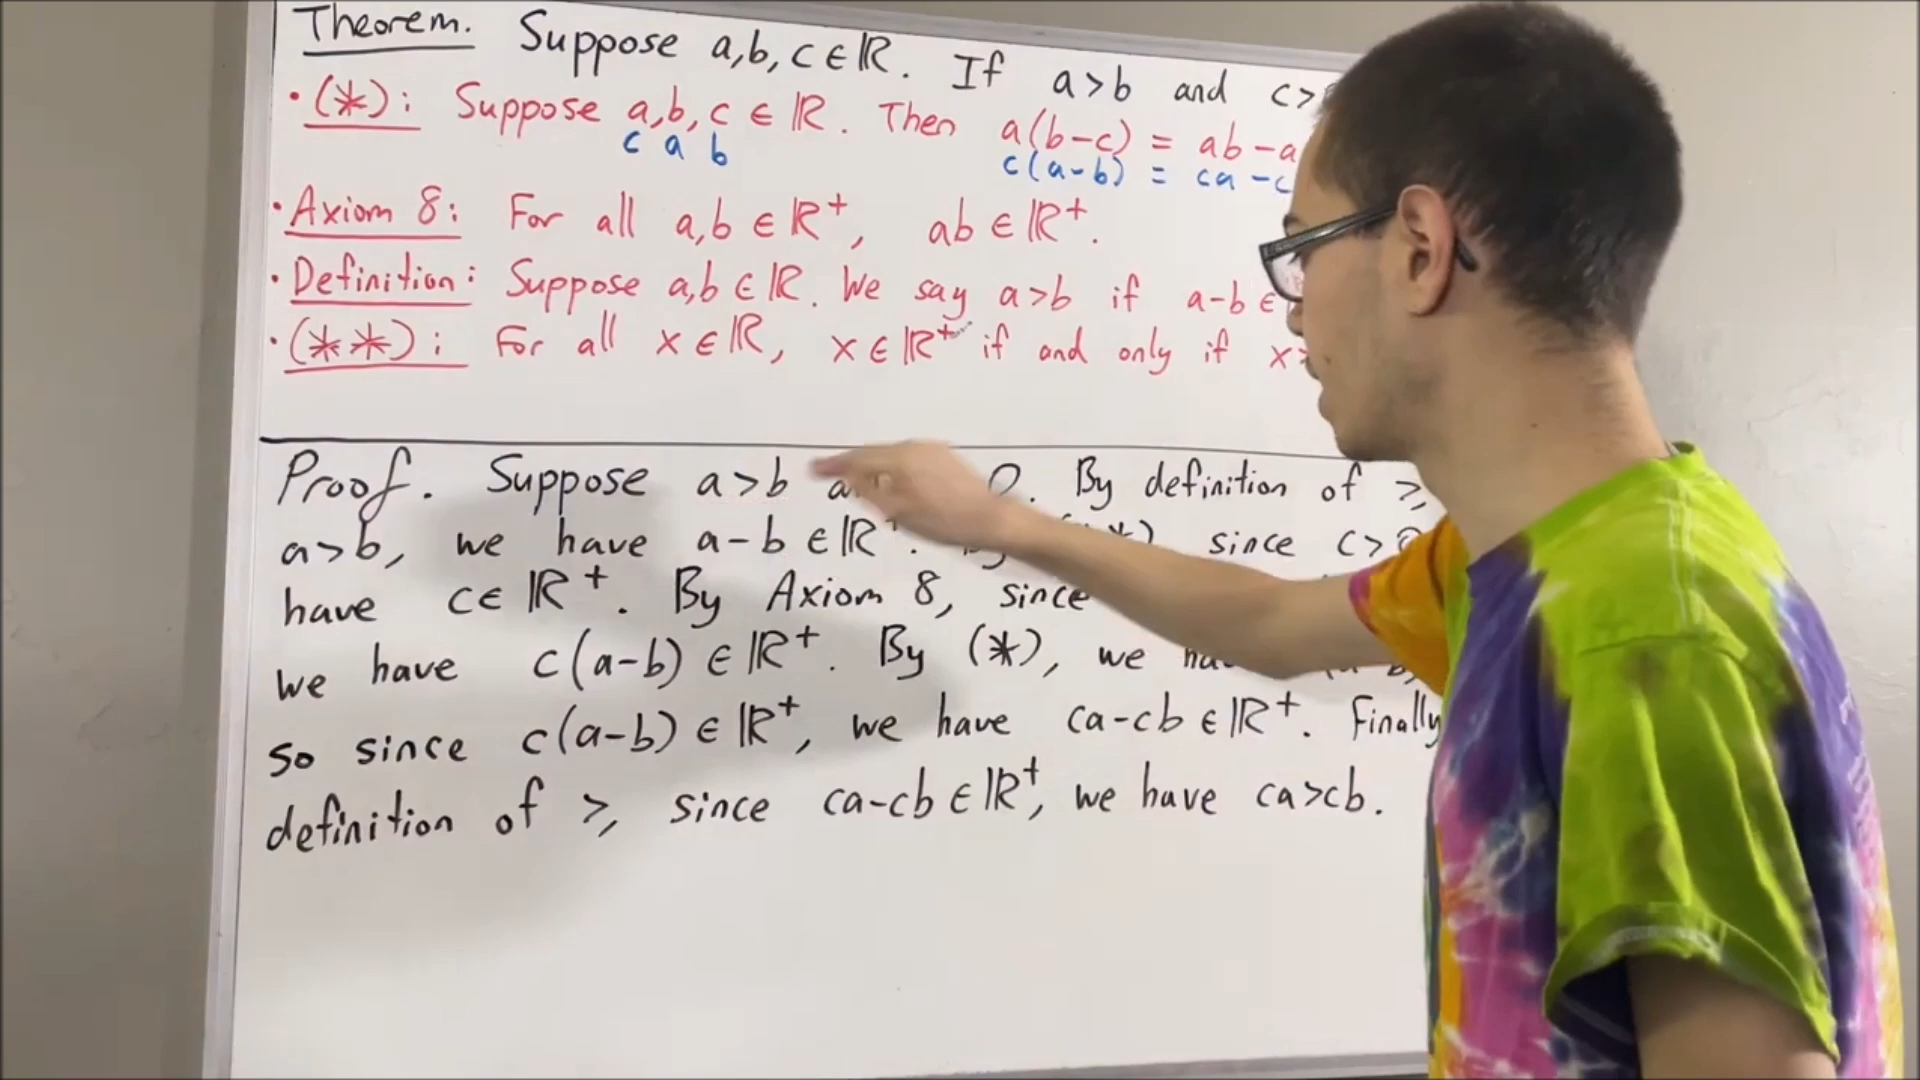 Theorem. Suppose a,b,c∈ℝ. If a>b and c>
• (*): Suppose a,b,c ∈ ℝ. Then a(b-c) = ab-a
c a b c(a-b) = ca-c
• Axiom 8: For all a,b ∈ ℝ⁺, ab ∈ ℝ⁺.
• Definition: Suppose a,b ∈ ℝ. We say a>b if a-b ∈
• (**): For all x ∈ ℝ, x ∈ ℝ⁺ if and only if x>
Proof. Suppose a>b 0. By definition of >,
a>b, we have a-b ∈ ℝ⁺. since c>0
have c∈ ℝ⁺. By Axiom 8, since
we have c(a-b) ∈ ℝ⁺. By (*), we
so since c(a-b) ∈ ℝ⁺, we have ca-cb ∈ ℝ⁺. Finally
definition of >, since ca-cb ∈ ℝ⁺, we have ca>cb.